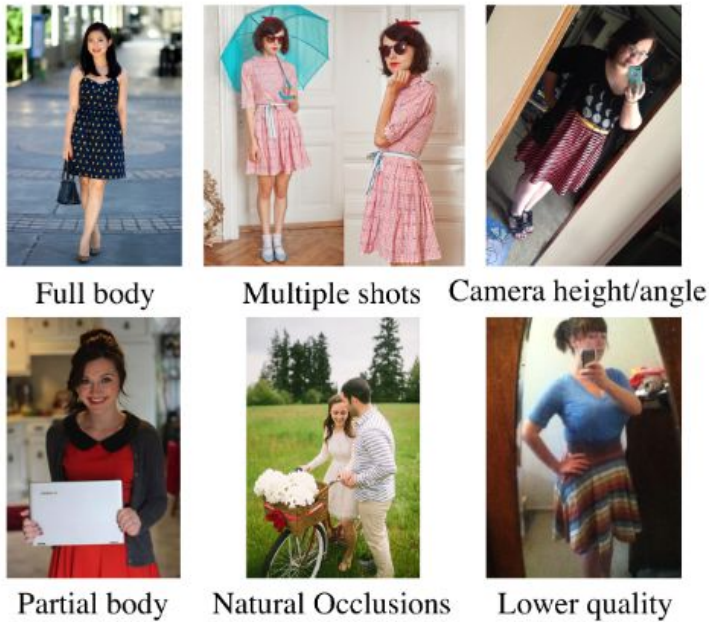 Full body
Multiple shots
Camera height/angle
Partial body
Natural Occlusions
Lower quality